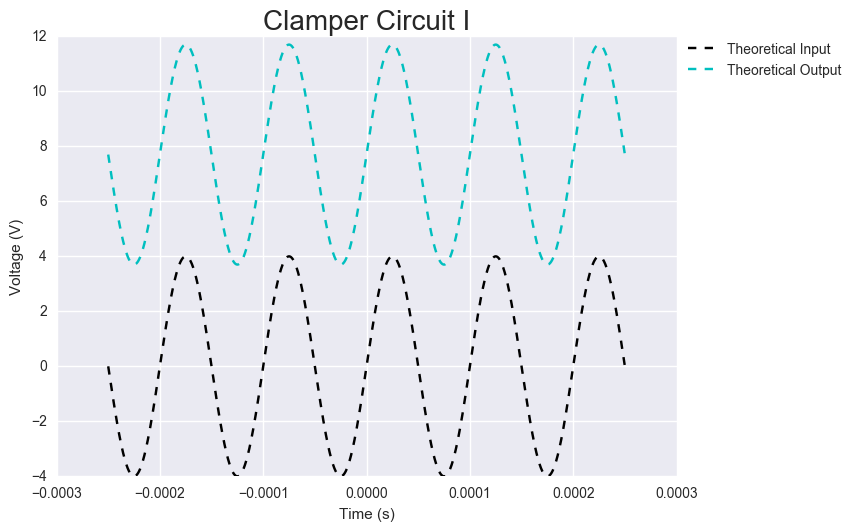 Clamper Circuit I
Theoretical Input
Theoretical Output
12
10
8
6
4
2
0
−2
−4
Voltage (V)
−0.0003 −0.0002 −0.0001 0.0000 0.0001 0.0002 0.0003
Time (s)